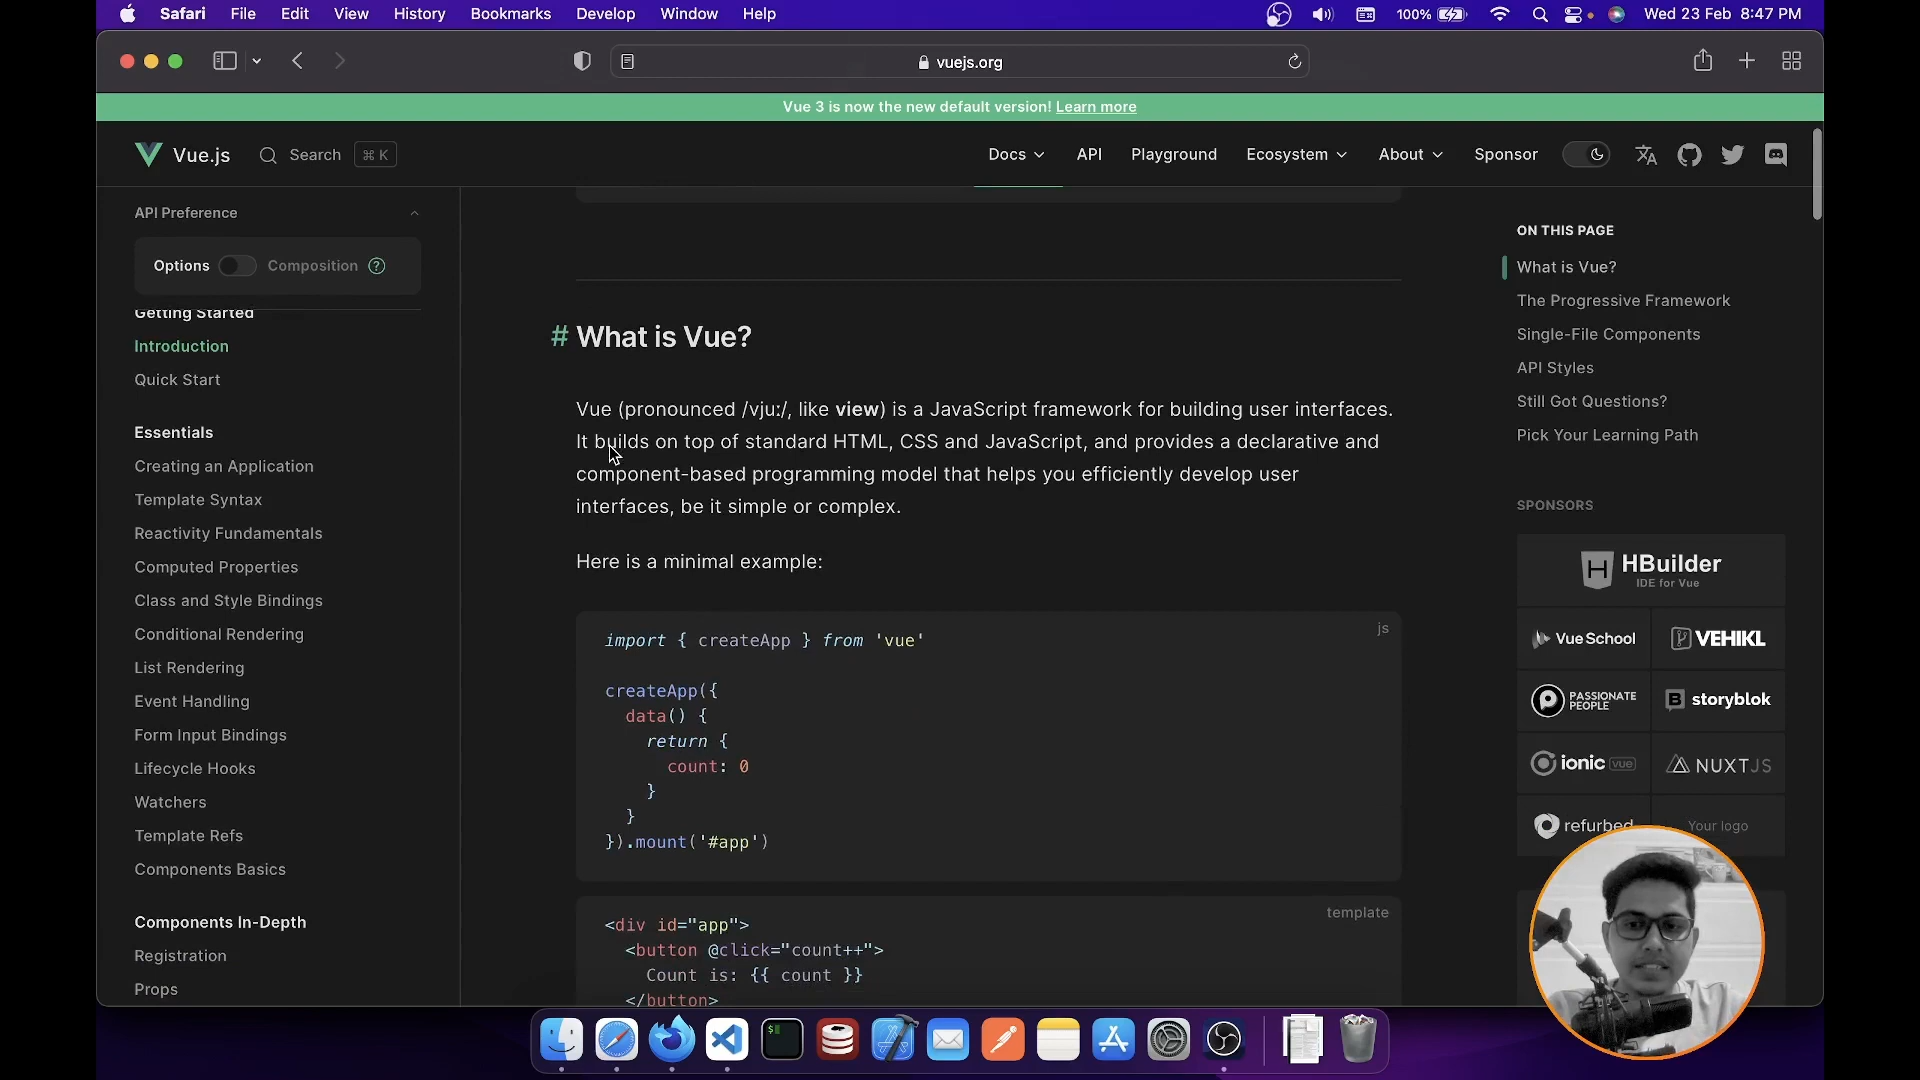 Safari File Edit View History Bookmarks Develop Window Help 100% Wed 23 Feb 8:47 PM
vuejs.org
Vue 3 is now the new default version! Learn more
Vue.js Search ⌘ K Docs API Playground Ecosystem About Sponsor
API Preference
Options Composition ?
Getting Started
Introduction
Quick Start
Essentials
Creating an Application
Template Syntax
Reactivity Fundamentals
Computed Properties
Class and Style Bindings
Conditional Rendering
List Rendering
Event Handling
Form Input Bindings
Lifecycle Hooks
Watchers
Template Refs
Components Basics
Components In-Depth
Registration
Props
# What is Vue?
Vue (pronounced /vjuː/, like view) is a JavaScript framework for building user interfaces.
It builds on top of standard HTML, CSS and JavaScript, and provides a declarative and
component-based programming model that helps you efficiently develop user
interfaces, be it simple or complex.
Here is a minimal example:
js
import { createApp } from 'vue'
createApp({
data() {
return {
count: 0
}
}
}).mount('#app')
template
<div id="app">
<button @click="count++">
Count is: {{ count }}
</button>
ON THIS PAGE
What is Vue?
The Progressive Framework
Single-File Components
API Styles
Still Got Questions?
Pick Your Learning Path
SPONSORS
H HBuilder
IDE for Vue
Vue School VEHIKL
PASSIONATE
PEOPLE
storyblok
ionic vue NUXTJS
refurbed Your logo